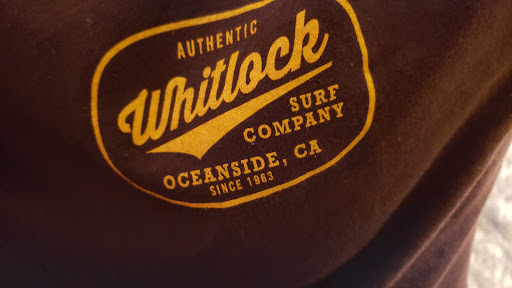 AUTHENTIC
Whitlock
SURF
COMPANY
OCEANSIDE, CA
SINCE 1963